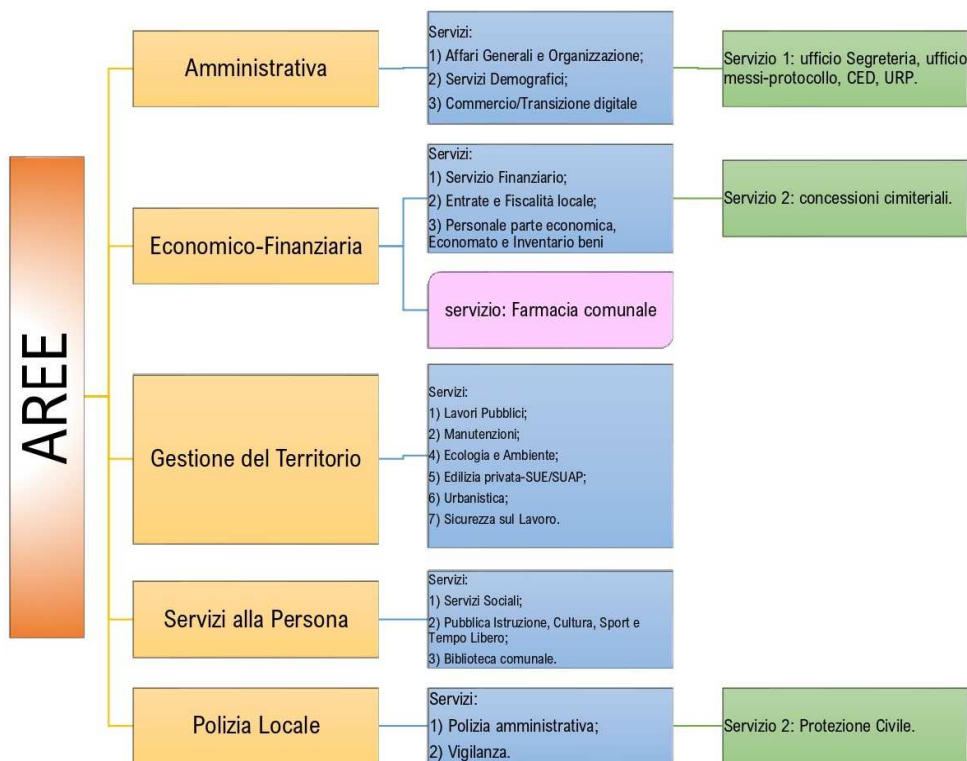 AREE
Amministrativa
Servizi:
1) Affari Generali e Organizzazione;
2) Servizi Demografici;
3) Commercio/Transizione digitale
Servizio 1: ufficio Segreteria, ufficio
messi-protocollo, CED, URP.
Economico-Finanziaria
Servizi:
1) Servizio Finanziario;
2) Entrate e Fiscalità locale;
3) Personale parte economica,
Economato e Inventario beni
Servizio 2: concessioni cimiteriali.
servizio: Farmacia comunale
Gestione del Territorio
Servizi:
1) Lavori Pubblici;
2) Manutenzioni;
4) Ecologia e Ambiente;
5) Edilizia privata-SUE/SUAP;
6) Urbanistica;
7) Sicurezza sul Lavoro.
Servizi alla Persona
Servizi:
1) Servizi Sociali;
2) Pubblica Istruzione, Cultura, Sport e
Tempo Libero;
3) Biblioteca comunale.
Polizia Locale
Servizi:
1) Polizia amministrativa;
2) Vigilanza.
Servizio 2: Protezione Civile.